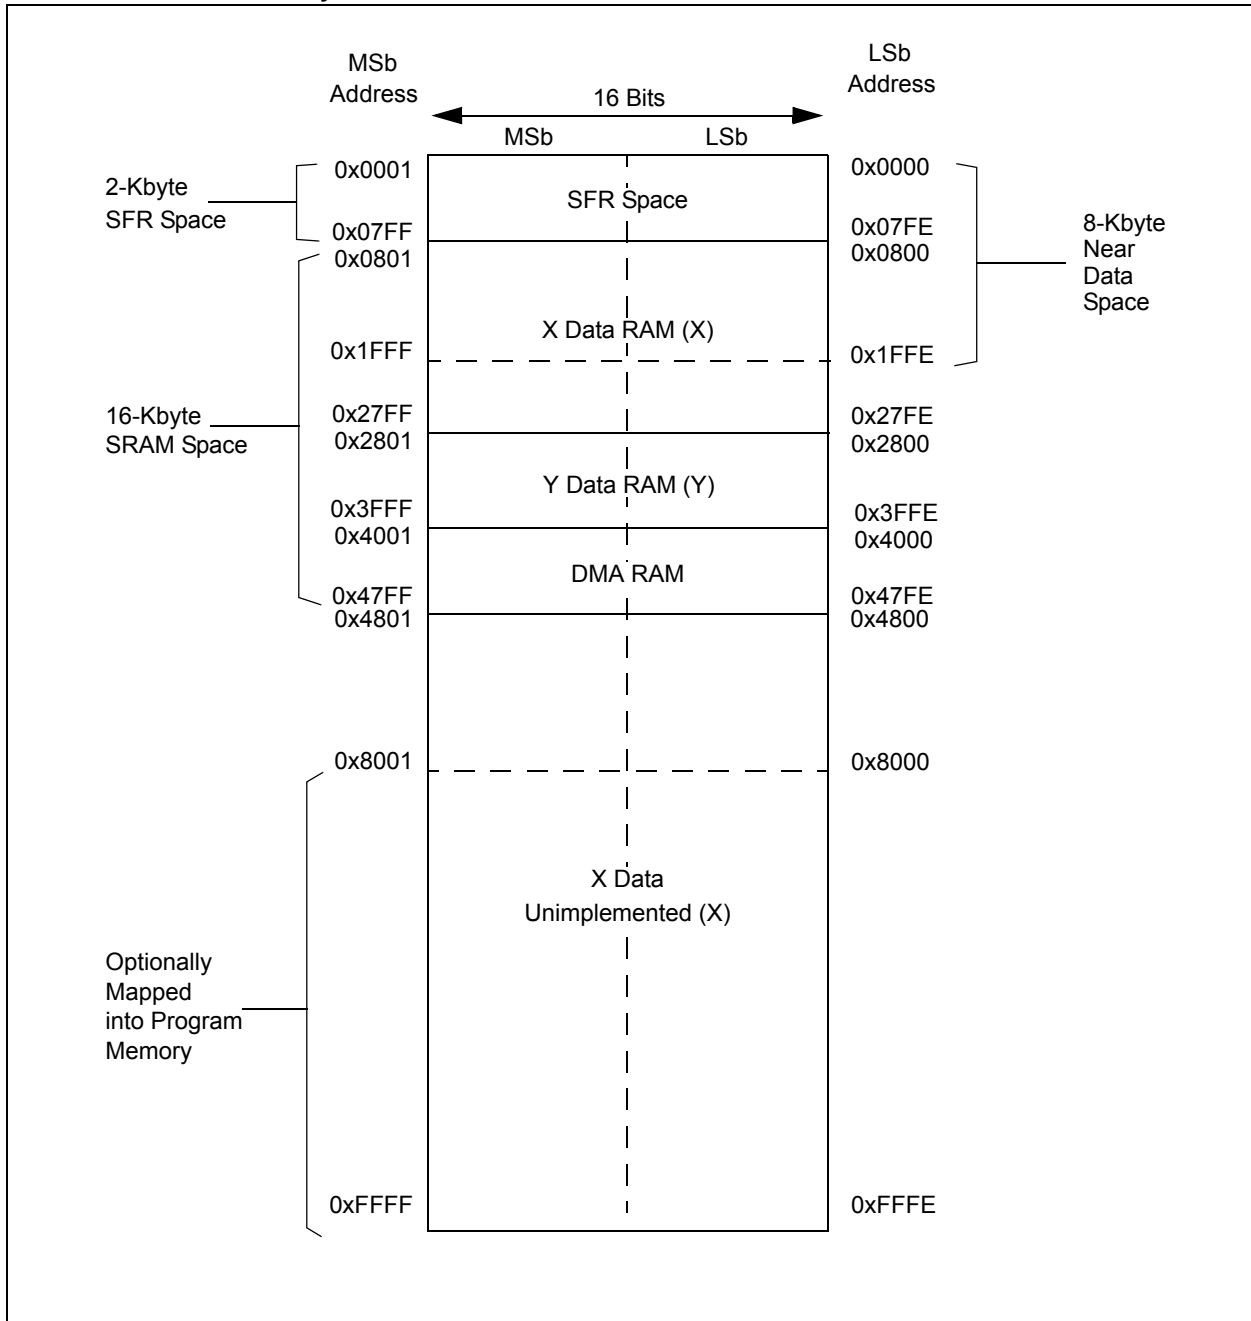 MSb
Address
LSb
Address
16 Bits
MSb
LSb
0x0001
0x0000
2-Kbyte
SFR Space
SFR Space
0x07FF
0x07FE
0x0801
0x0800
8-Kbyte
Near
Data
Space
X Data RAM (X)
0x1FFF
0x1FFE
16-Kbyte
SRAM Space
0x27FF
0x27FE
0x2801
0x2800
Y Data RAM (Y)
0x3FFF
0x3FFE
0x4001
0x4000
DMA RAM
0x47FF
0x47FE
0x4801
0x4800
0x8001
0x8000
X Data
Unimplemented (X)
Optionally
Mapped
into Program
Memory
0xFFFF
0xFFFE